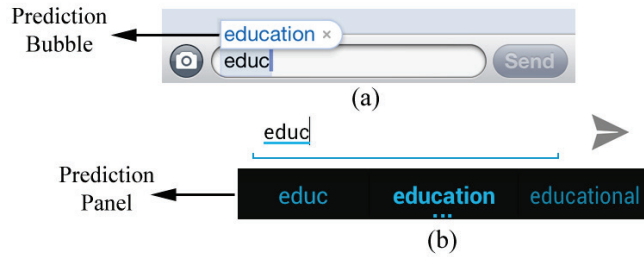 Prediction
Bubble
education ×
educ
Send
(a)
educ
Prediction
Panel
educ education educational
(b)